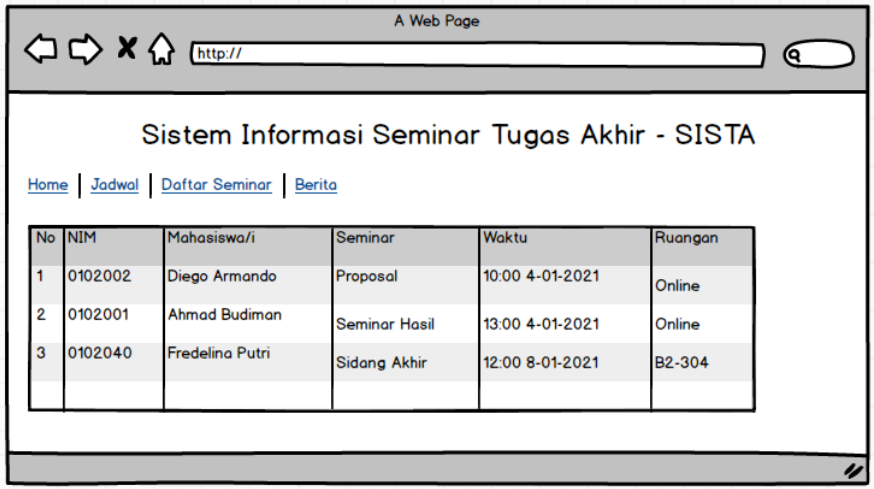 A Web Page
http://
Sistem Informasi Seminar Tugas Akhir - SISTA
Home | Jadwal | Daftar Seminar | Berita
No NIM Mahasiswa/i Seminar Waktu Ruangan
1 0102002 Diego Armando Proposal 10:00 4-01-2021 Online
2 0102001 Ahmad Budiman Seminar Hasil 13:00 4-01-2021 Online
3 0102040 Fredelina Putri Sidang Akhir 12:00 8-01-2021 B2-304